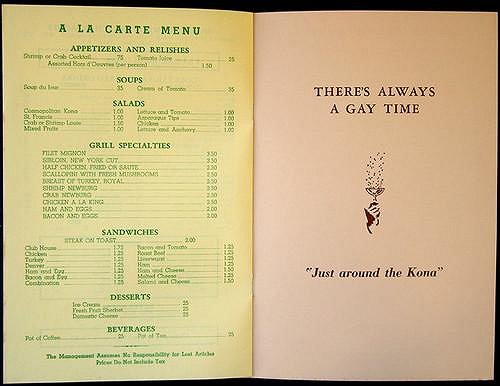 A LA CARTE MENU
APPETIZERS AND RELISHES
Shrimp or Crab Cocktail .75 Tomato Juice .25
Assorted Hors d'Oeuvres (per person) 1.50
SOUPS
Soup du Jour .35 Cream of Tomato .35
SALADS
Cosmopolitan Kona 1.00 Lettuce and Tomato 1.00
St. Francis 1.00 Asparagus Tips 1.00
Crab or Shrimp Louie 1.50 Chicken 1.50
Mixed Fruits 1.00 Lettuce and Anchovy 1.00
GRILL SPECIALTIES
FILET MIGNON 3.50
SIRLOIN, NEW YORK CUT 3.50
HALF CHICKEN, FRIED OR SAUTE 2.50
SCALLOPINI WITH FRESH MUSHROOMS 2.50
BREAST OF TURKEY, ROYAL 2.50
SHRIMP NEWBURG 2.50
CRAB NEWBURG 2.50
CHICKEN A LA KING 2.50
HAM AND EGGS 2.00
BACON AND EGGS 2.00
SANDWICHES
STEAK ON TOAST 2.00
Club House 1.75 Bacon and Tomato 1.25
Chicken 1.25 Roast Beef 1.25
Turkey 1.25 Liverwurst 1.25
Denver 1.25 Ham 1.25
Ham and Egg 1.25 Ham and Cheese 1.50
Bacon and Egg 1.25 Melted Cheese 1.25
Combination 1.25 Salami and Cheese 1.50
DESSERTS
Ice Cream .25
Fresh Fruit Sherbet .25
Domestic Cheese .25
BEVERAGES
Pot of Coffee .25 Pot of Tea .25
The Management Assumes No Responsibility for Lost Articles
Prices Do Not Include Tax
THERE'S ALWAYS
A GAY TIME
"Just around the Kona"